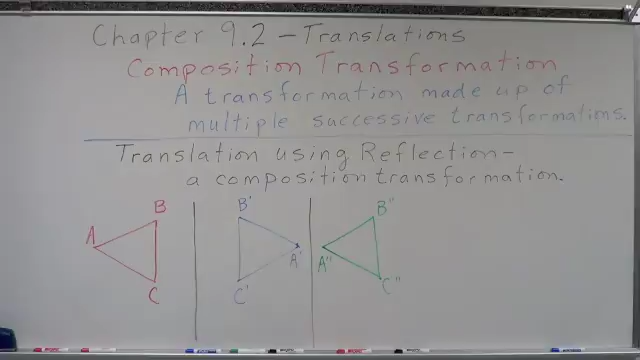 Chapter 9.2 - Translations
Composition Transformation
A transformation made up of
multiple successive transformations.
Translation using Reflection -
a composition transformation.
B B' B"
A A' A"
C C' C"